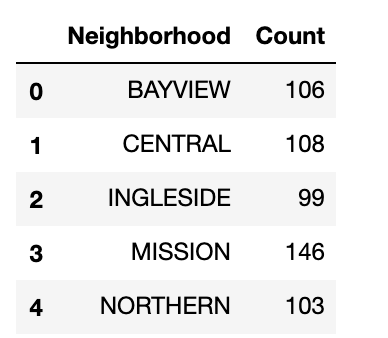 Neighborhood Count
0 BAYVIEW 106
1 CENTRAL 108
2 INGLESIDE 99
3 MISSION 146
4 NORTHERN 103